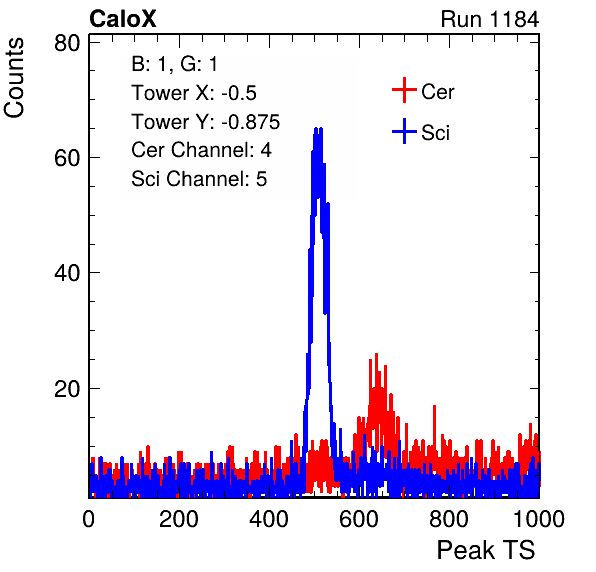 CaloX Run 1184
Counts
80
60
40
20
B: 1, G: 1
Tower X: -0.5
Tower Y: -0.875
Cer Channel: 4
Sci Channel: 5
Cer
Sci
0 200 400 600 800 1000
Peak TS